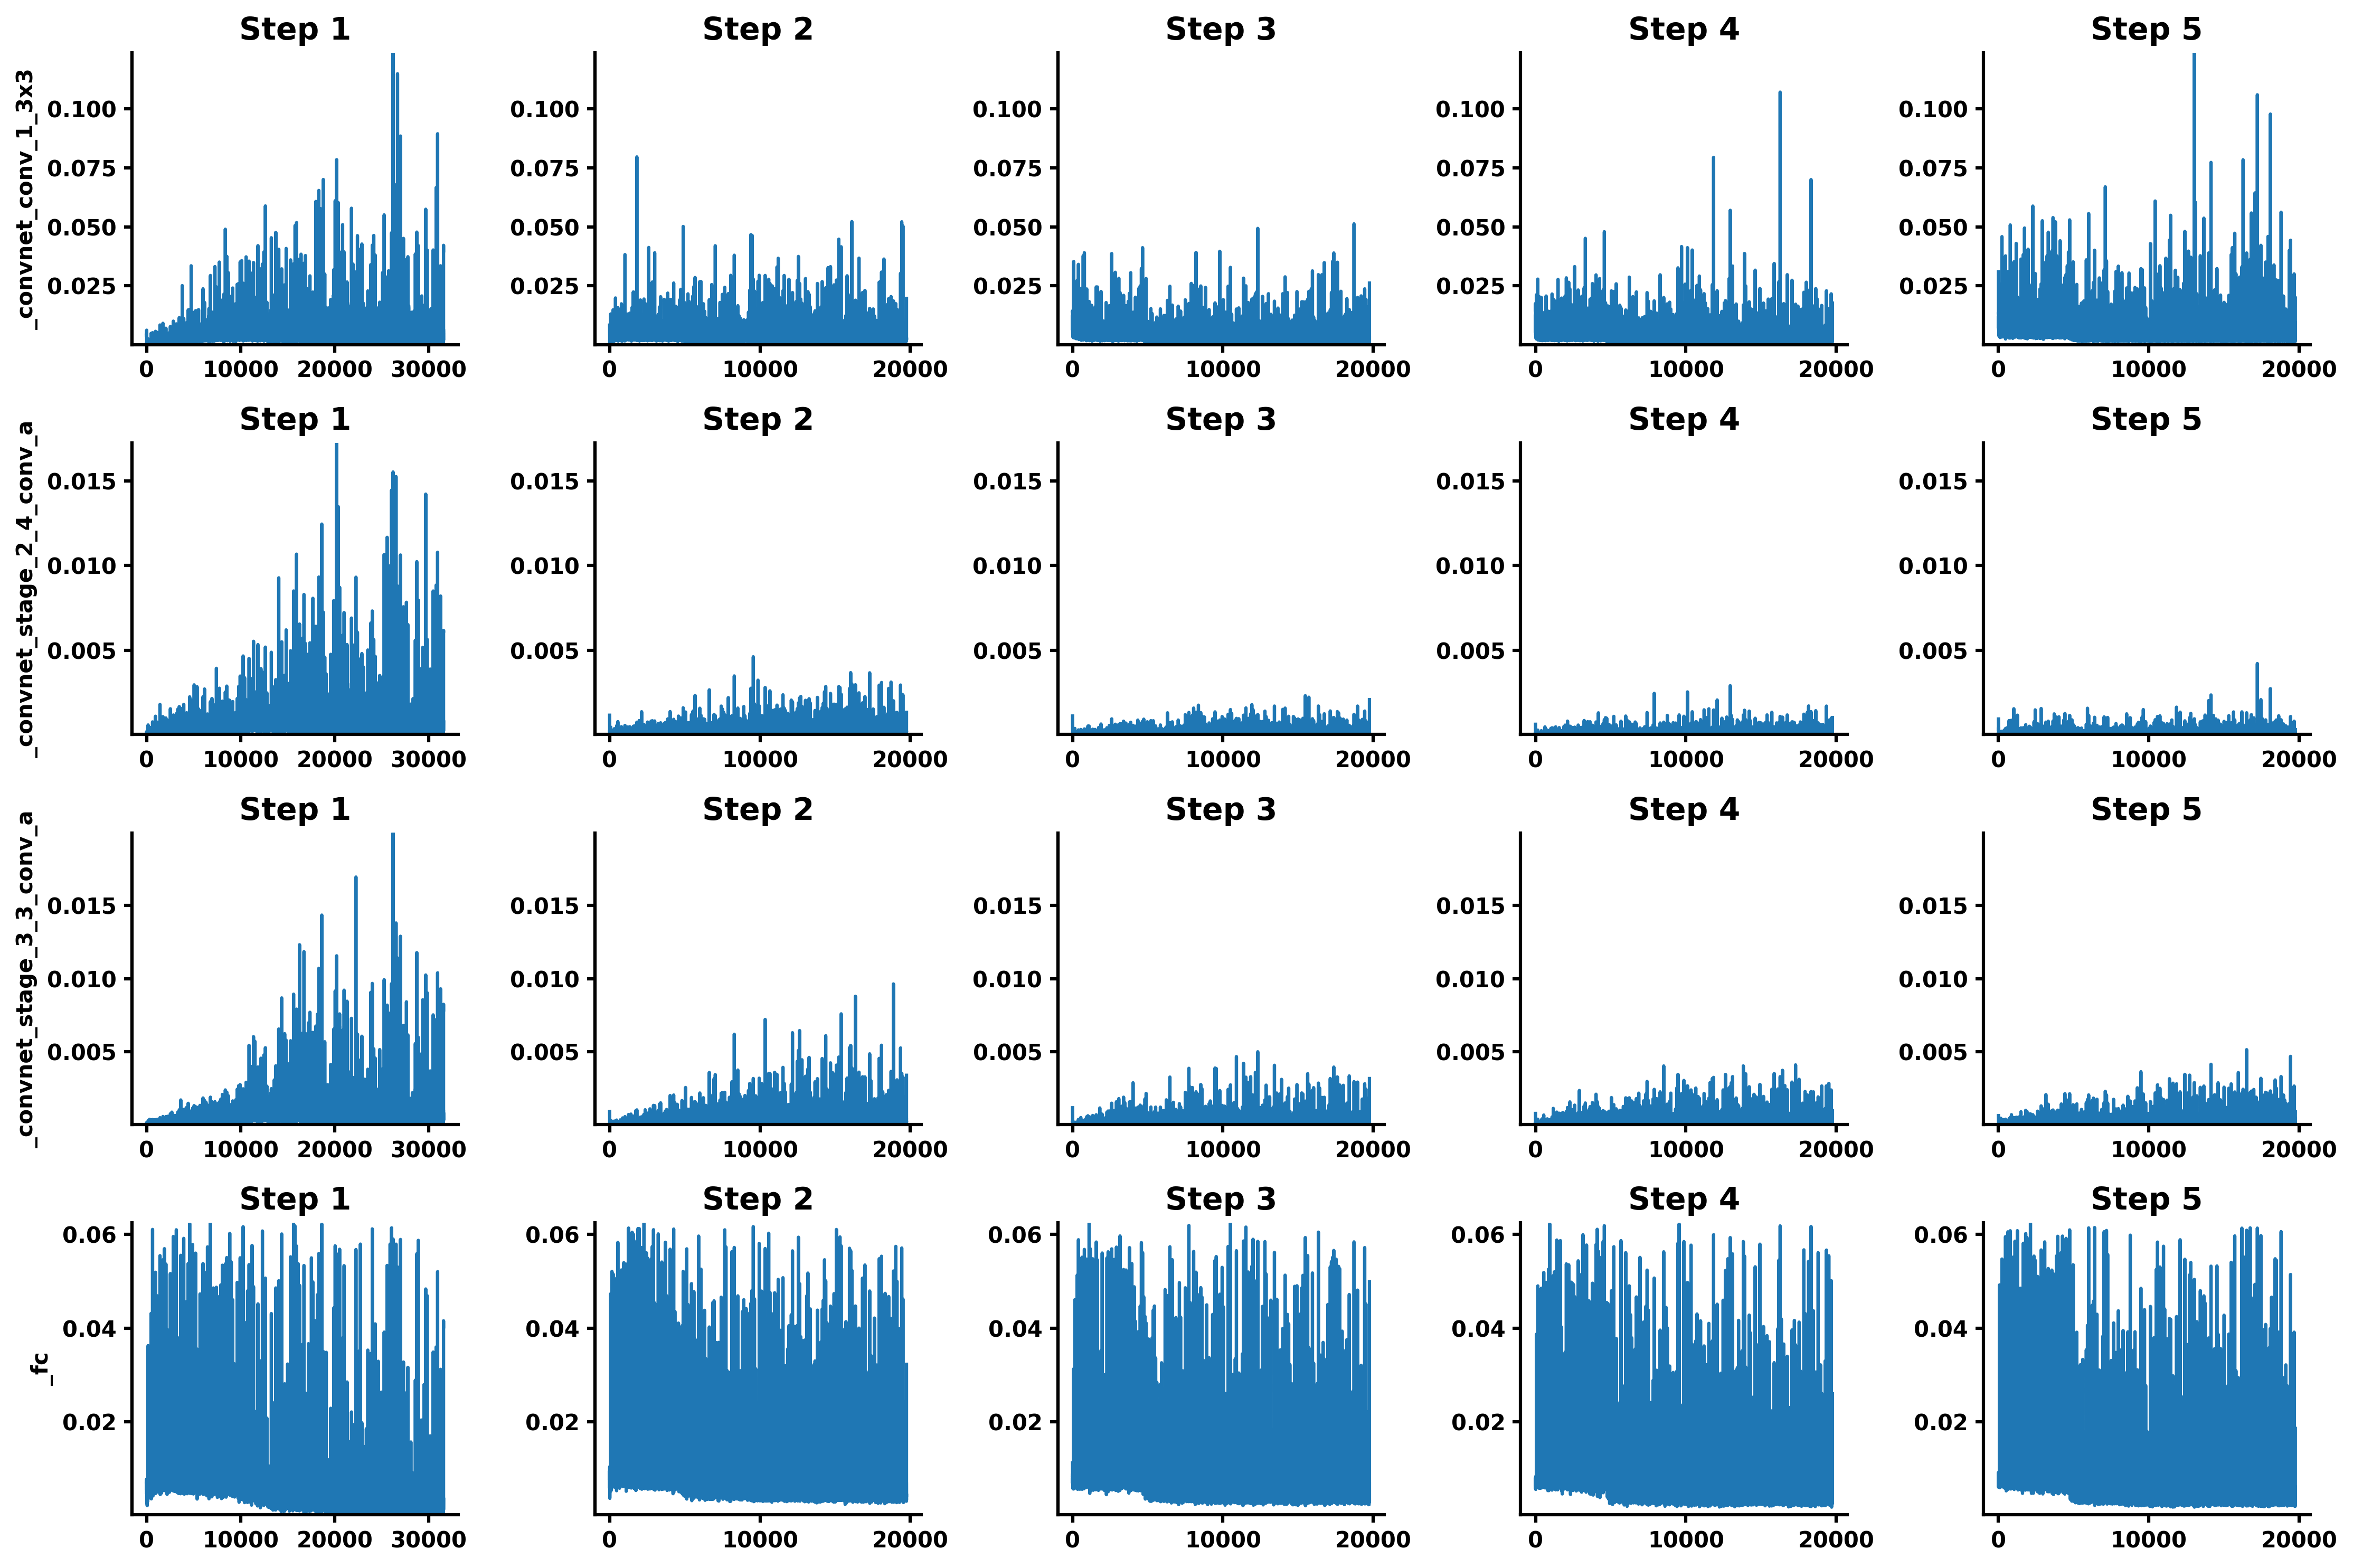 Step 1 Step 2 Step 3 Step 4 Step 5
_convnet_conv_1_3x3
0.100 0.100 0.100 0.100 0.100
0.075 0.075 0.075 0.075 0.075
0.050 0.050 0.050 0.050 0.050
0.025 0.025 0.025 0.025 0.025
0 10000 20000 30000 0 10000 20000 0 10000 20000 0 10000 20000 0 10000 20000
Step 1 Step 2 Step 3 Step 4 Step 5
_convnet_stage_2_4_conv_a
0.015 0.015 0.015 0.015 0.015
0.010 0.010 0.010 0.010 0.010
0.005 0.005 0.005 0.005 0.005
0 10000 20000 30000 0 10000 20000 0 10000 20000 0 10000 20000 0 10000 20000
Step 1 Step 2 Step 3 Step 4 Step 5
_convnet_stage_3_3_conv_a
0.015 0.015 0.015 0.015 0.015
0.010 0.010 0.010 0.010 0.010
0.005 0.005 0.005 0.005 0.005
0 10000 20000 30000 0 10000 20000 0 10000 20000 0 10000 20000 0 10000 20000
Step 1 Step 2 Step 3 Step 4 Step 5
_fc
0.06 0.06 0.06 0.06 0.06
0.04 0.04 0.04 0.04 0.04
0.02 0.02 0.02 0.02 0.02
0 10000 20000 30000 0 10000 20000 0 10000 20000 0 10000 20000 0 10000 20000